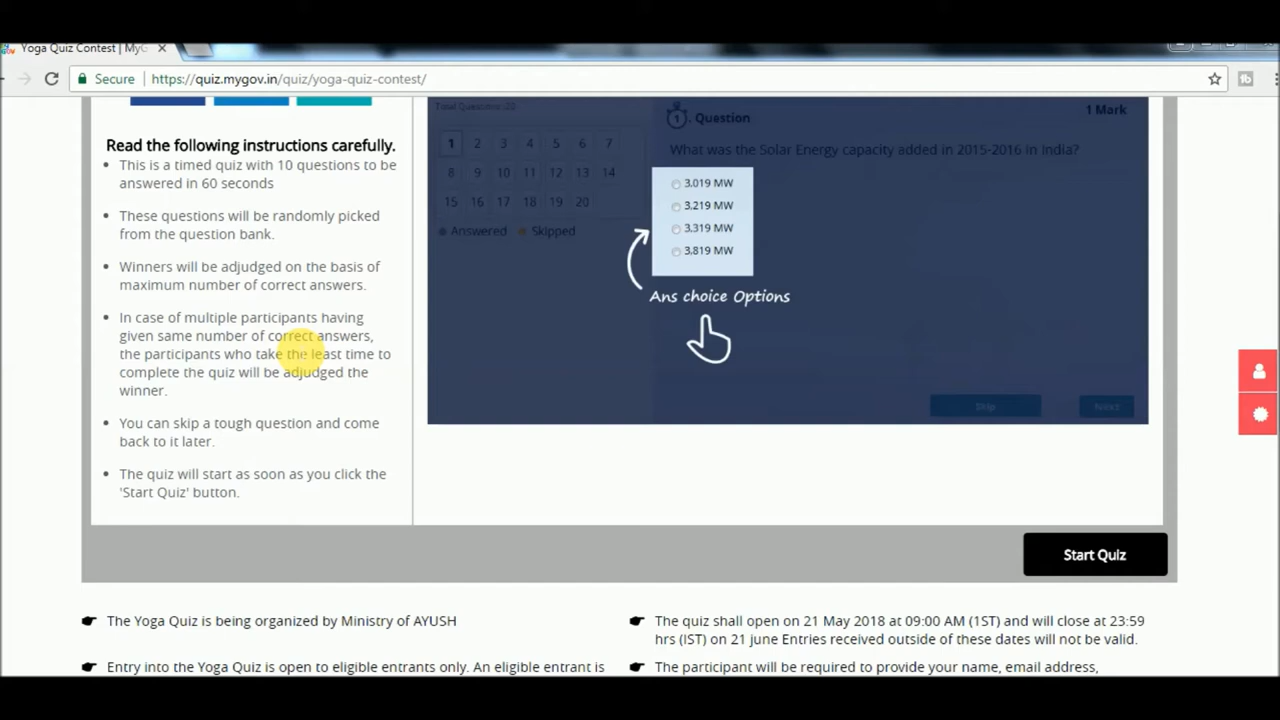 Yoga Quiz Contest | MyG
Secure
https://quiz.mygov.in/quiz/yoga-quiz-contest/
Read the following instructions carefully.
This is a timed quiz with 10 questions to be
answered in 60 seconds
These questions will be randomly picked
from the question bank.
Winners will be adjudged on the basis of
maximum number of correct answers.
In case of multiple participants having
given same number of correct answers,
the participants who take the least time to
complete the quiz will be adjudged the
winner.
You can skip a tough question and come
back to it later.
The quiz will start as soon as you click the
'Start Quiz' button.
Total Questions :20
1 2 3 4 5 6 7
8 9 10 11 12 13 14
15 16 17 18 19 20
Answered Skipped
1 . Question
1 Mark
What was the Solar Energy capacity added in 2015-2016 in India?
3,019 MW
3,219 MW
3,319 MW
3,819 MW
Ans choice Options
Skip
Next
Start Quiz
The Yoga Quiz is being organized by Ministry of AYUSH
Entry into the Yoga Quiz is open to eligible entrants only. An eligible entrant is
The quiz shall open on 21 May 2018 at 09:00 AM (1ST) and will close at 23:59
hrs (IST) on 21 june Entries received outside of these dates will not be valid.
The participant will be required to provide your name, email address,